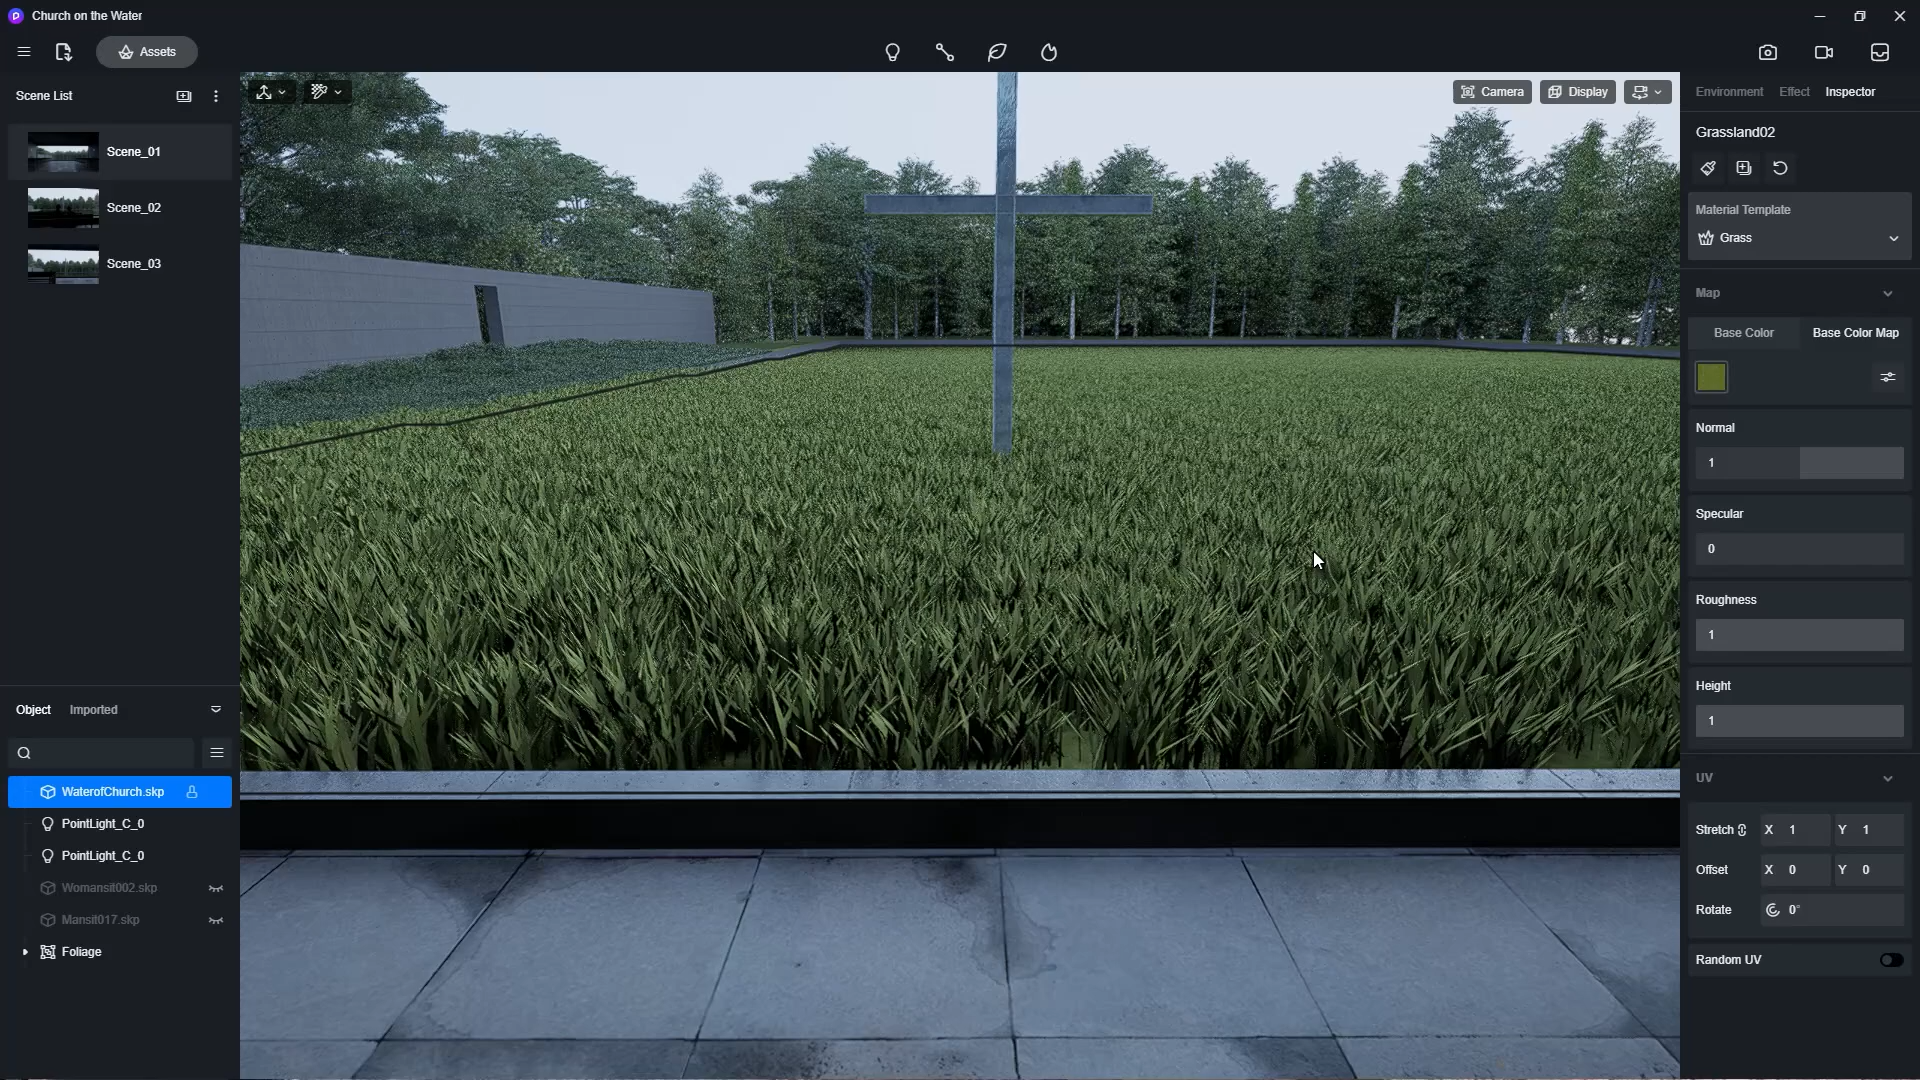 Church on the Water
Assets
Scene List
Scene_01
Scene_02
Scene_03
Camera
Display
Environment Effect Inspector
Grassland02
Material Template
Grass
Map
Base Color Base Color Map
Normal
1
Specular
0
Roughness
1
Height
1
UV
Stretch X 1 Y 1
Offset X 0 Y 0
Rotate 0°
Random UV
Object Imported
WaterofChurch.skp
PointLight_C_0
PointLight_C_0
Womansit002.skp
Mansit017.skp
Foliage